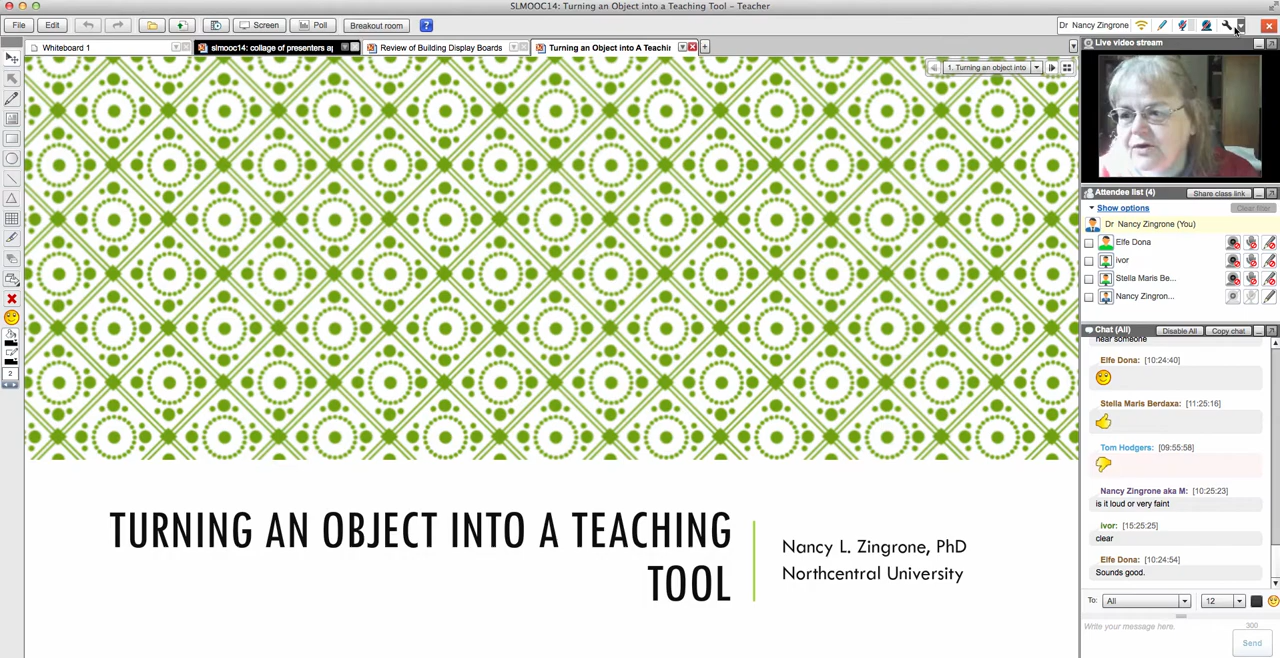 SLMOOC14: Turning an Object into a Teaching Tool - Teacher
File
Edit
Screen
Poll
Breakout room
?
Dr Nancy Zingrone
Whiteboard 1
slmooc14: collage of presenters a
Review of Building Display Boards
Turning an Object into A Teachin
1. Turning an object into
Live video stream
Attendee list (4)
Share class link
Show options
Clear filter
Dr Nancy Zingrone (You)
Elfe Dona
ivor
Stella Maris Be...
Nancy Zingron...
Chat (All)
Disable All
Copy chat
hear someone
Elfe Dona: [10:24:40]
Stella Maris Berdaxa: [11:25:16]
Tom Hodgers: [09:55:58]
Nancy Zingrone aka M: [10:25:23]
is it loud or very faint
ivor: [15:25:25]
clear
Elfe Dona: [10:24:54]
Sounds good.
To: All
12
Write your message here.
300
Send
2
TURNING AN OBJECT INTO A TEACHING
TOOL
Nancy L. Zingrone, PhD
Northcentral University